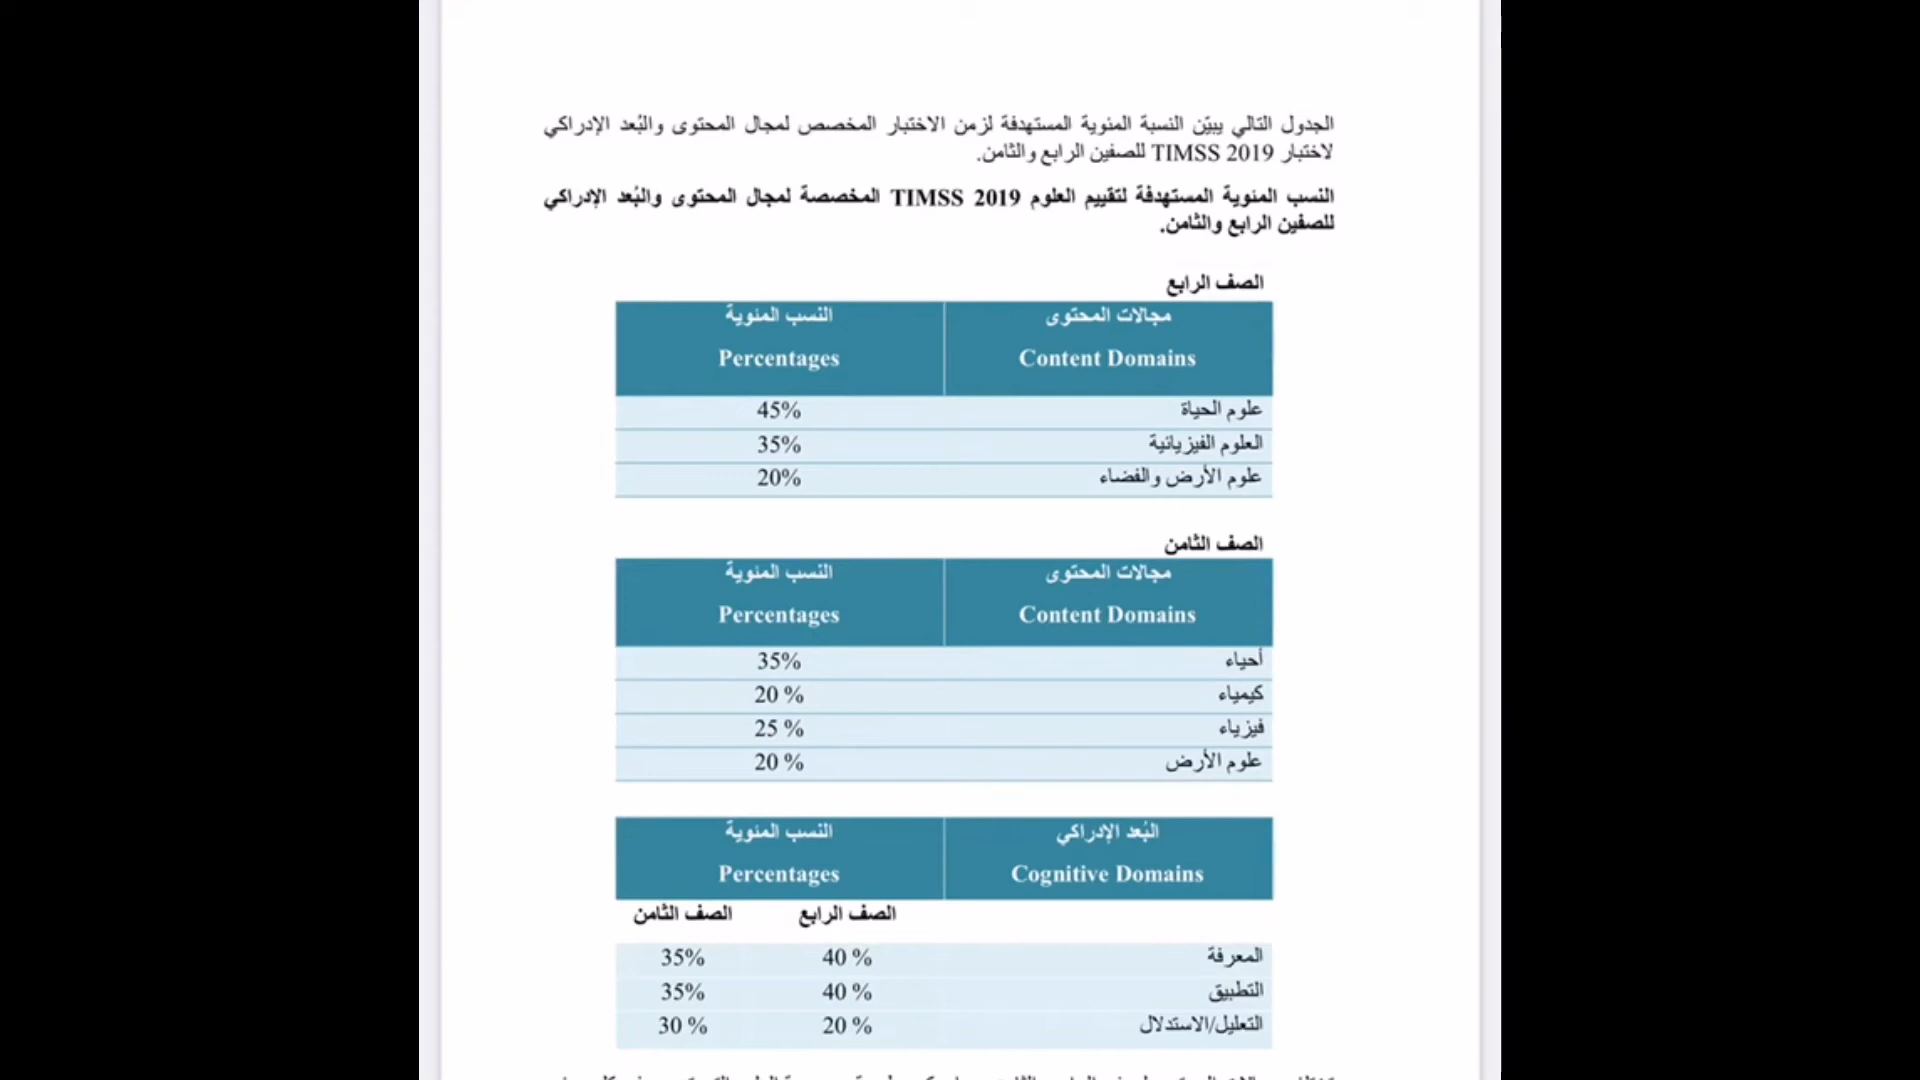 الجدول التالي يبيّن النسبة المئوية المستهدفة لزمن الاختبار المخصص لمجال المحتوى والبُعد الإدراكي
لاختبار TIMSS 2019 للصفين الرابع والثامن.
النسب المئوية المستهدفة لتقييم العلوم TIMSS 2019 المخصصة لمجال المحتوى والبُعد الإدراكي
للصفين الرابع والثامن.
الصف الرابع
مجالات المحتوى النسب المئوية
Content Domains Percentages
علوم الحياة 45%
العلوم الفيزيائية 35%
علوم الأرض والفضاء 20%
الصف الثامن
مجالات المحتوى النسب المئوية
Content Domains Percentages
أحياء 35%
كيمياء 20 %
فيزياء 25 %
علوم الأرض 20 %
البُعد الإدراكي النسب المئوية
Cognitive Domains Percentages
الصف الرابع الصف الثامن
المعرفة 40 % 35%
التطبيق 40 % 35%
التعليل/الاستدلال 20 % 30 %